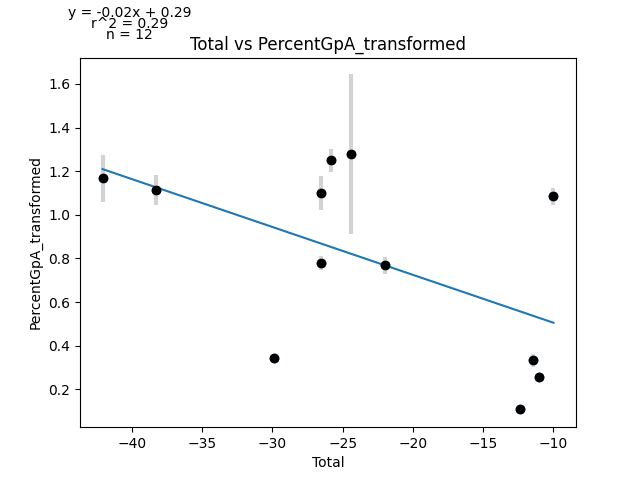 y = -0.02x + 0.29
r^2 = 0.29
n = 12
Total vs PercentGpA_transformed
1.6
1.4
1.2
1.0
0.8
0.6
0.4
0.2
PercentGpA_transformed
−40
−35
−30
−25
−20
−15
−10
Total